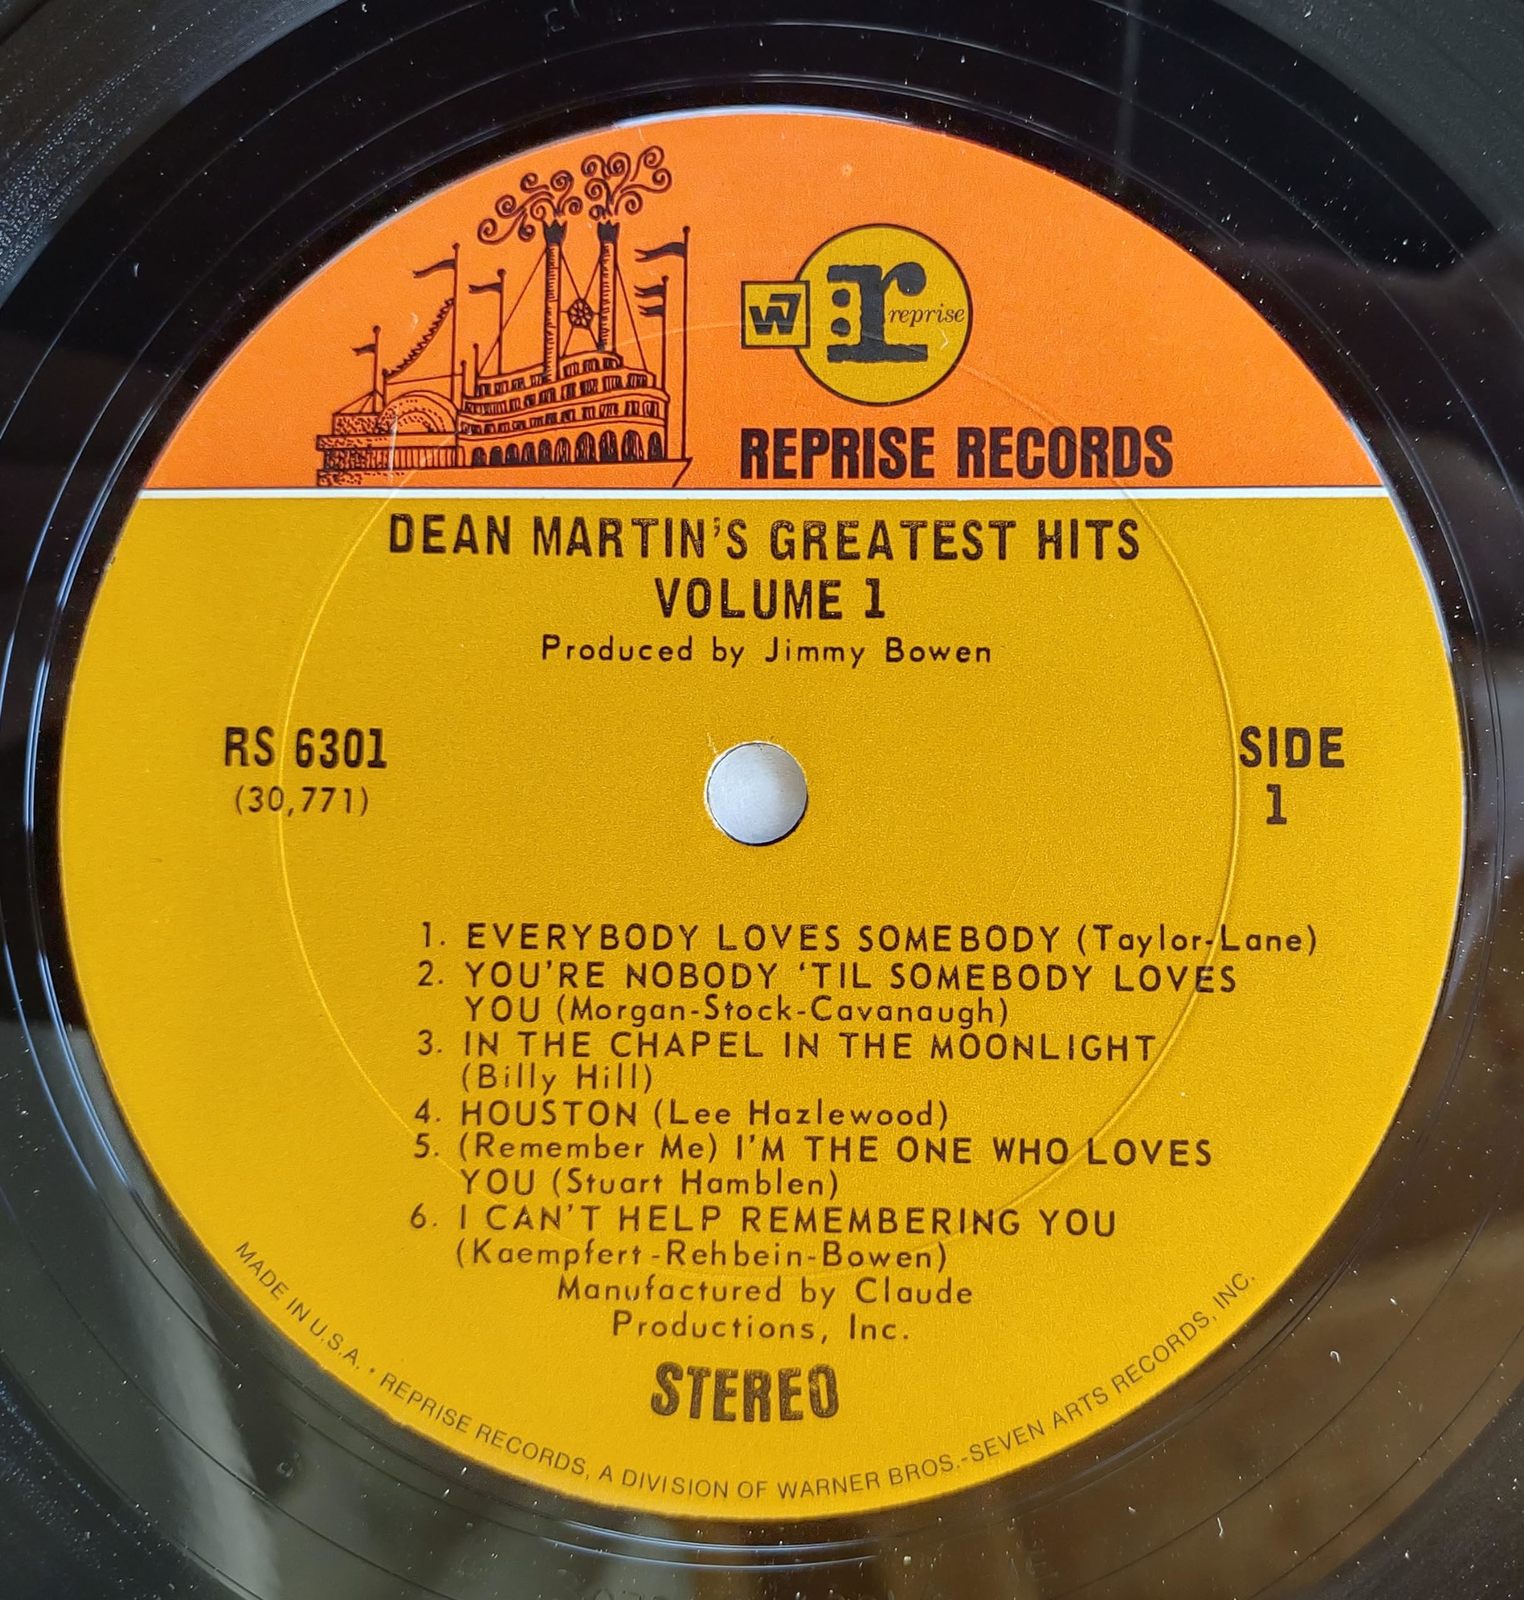 W7
r reprise
REPRISE RECORDS
DEAN MARTIN'S GREATEST HITS
VOLUME 1
Produced by Jimmy Bowen
RS 6301
(30,771)
SIDE
1
1. EVERYBODY LOVES SOMEBODY (Taylor-Lane)
2. YOU'RE NOBODY 'TIL SOMEBODY LOVES
YOU (Morgan-Stock-Cavanaugh)
3. IN THE CHAPEL IN THE MOONLIGHT
(Billy Hill)
4. HOUSTON (Lee Hazlewood)
5. (Remember Me) I'M THE ONE WHO LOVES
YOU (Stuart Hamblen)
6. I CAN'T HELP REMEMBERING YOU
(Kaempfert-Rehbein-Bowen)
Manufactured by Claude
Productions, Inc.
STEREO
MADE IN U.S.A. • REPRISE RECORDS, A DIVISION OF WARNER BROS.-SEVEN ARTS RECORDS, INC.